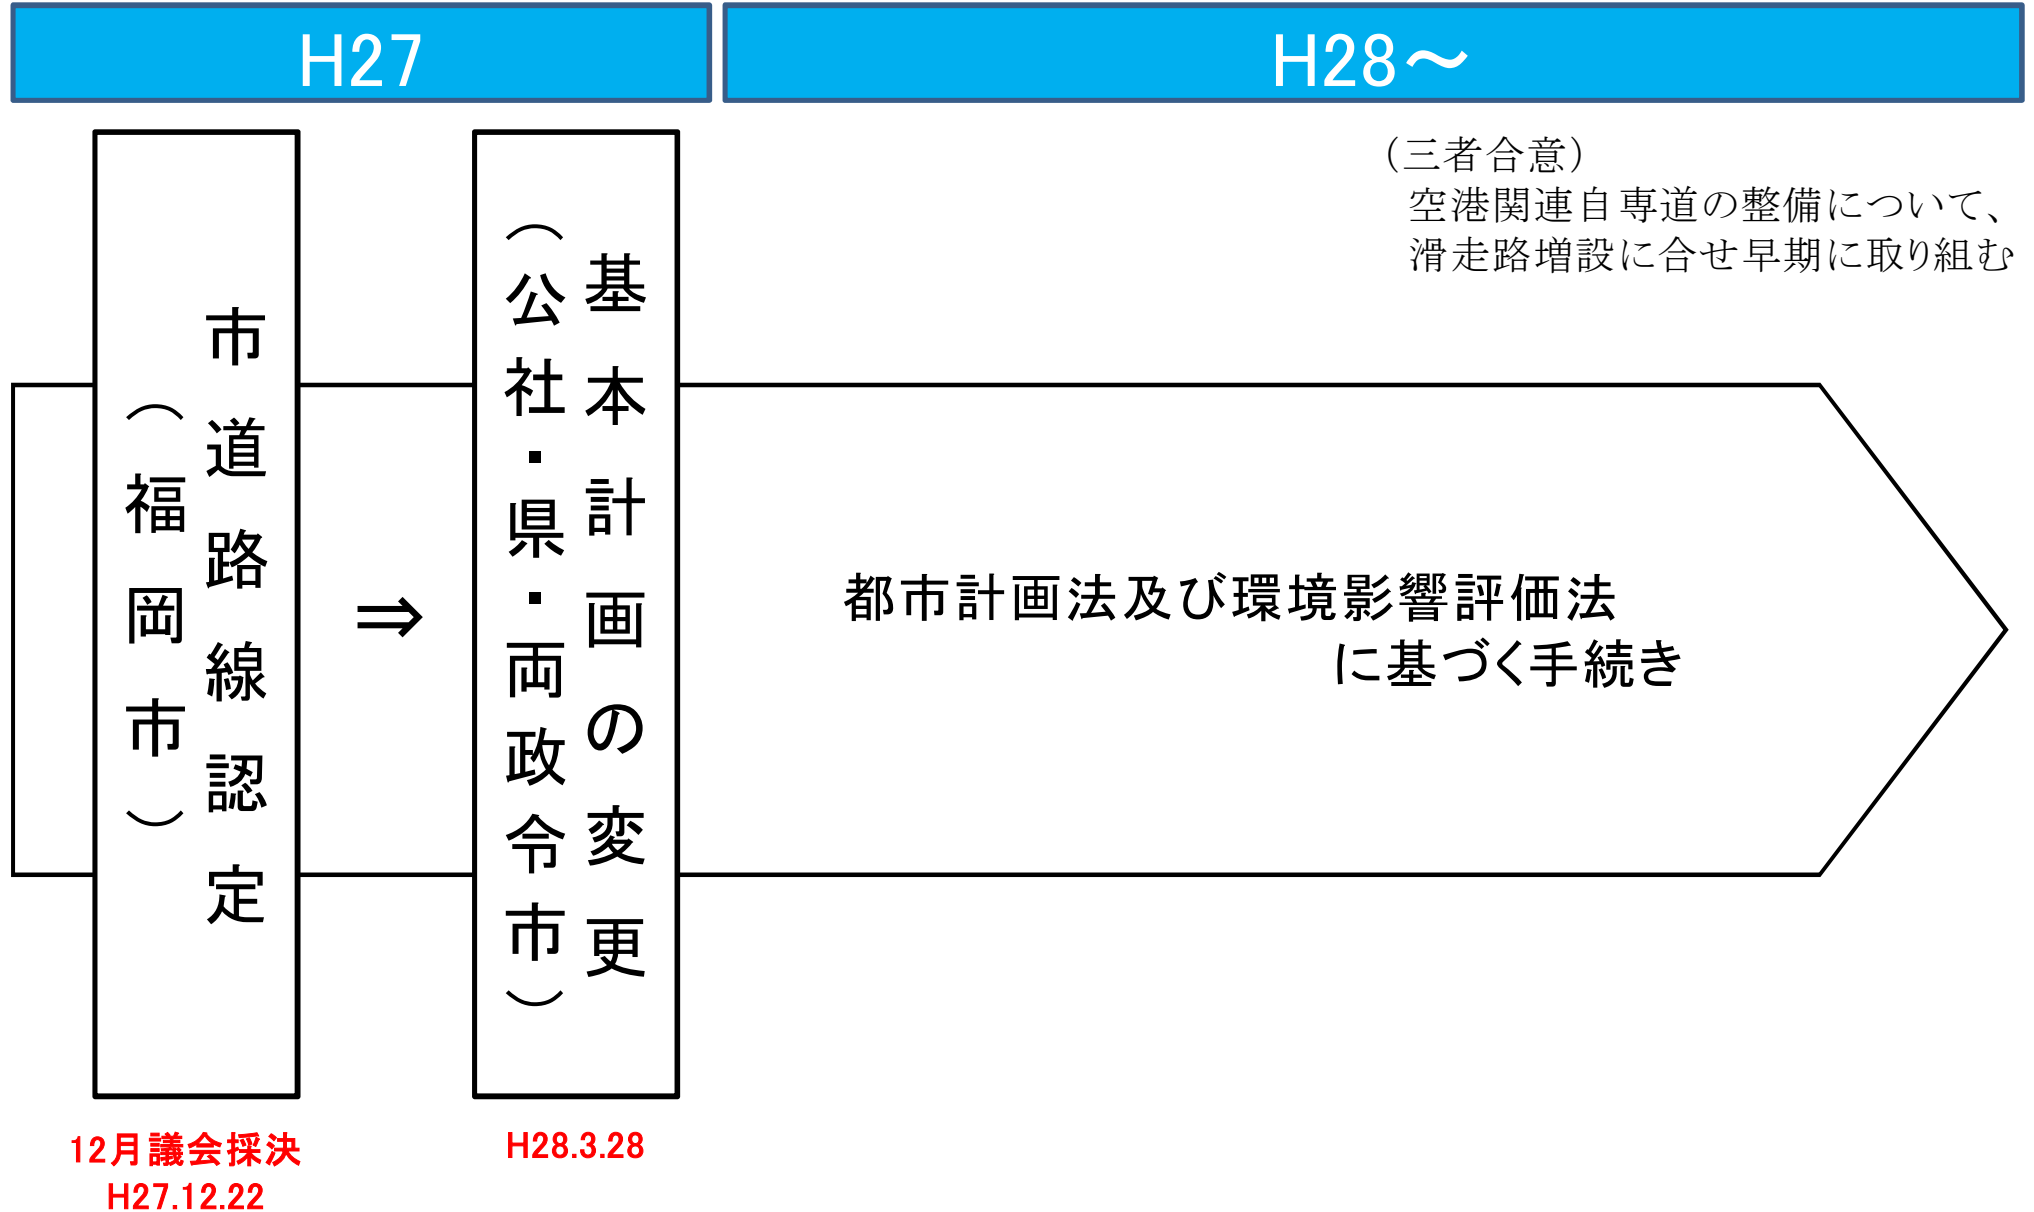 H27
H28～
（三者合意）
空港関連自専道の整備について、
滑走路増設に合せ早期に取り組む
市道路線認定
（福岡市）
⇒
基本計画の変更
（公社・県・両政令市）
都市計画法及び環境影響評価法
に基づく手続き
12月議会採決
H27.12.22
H28.3.28